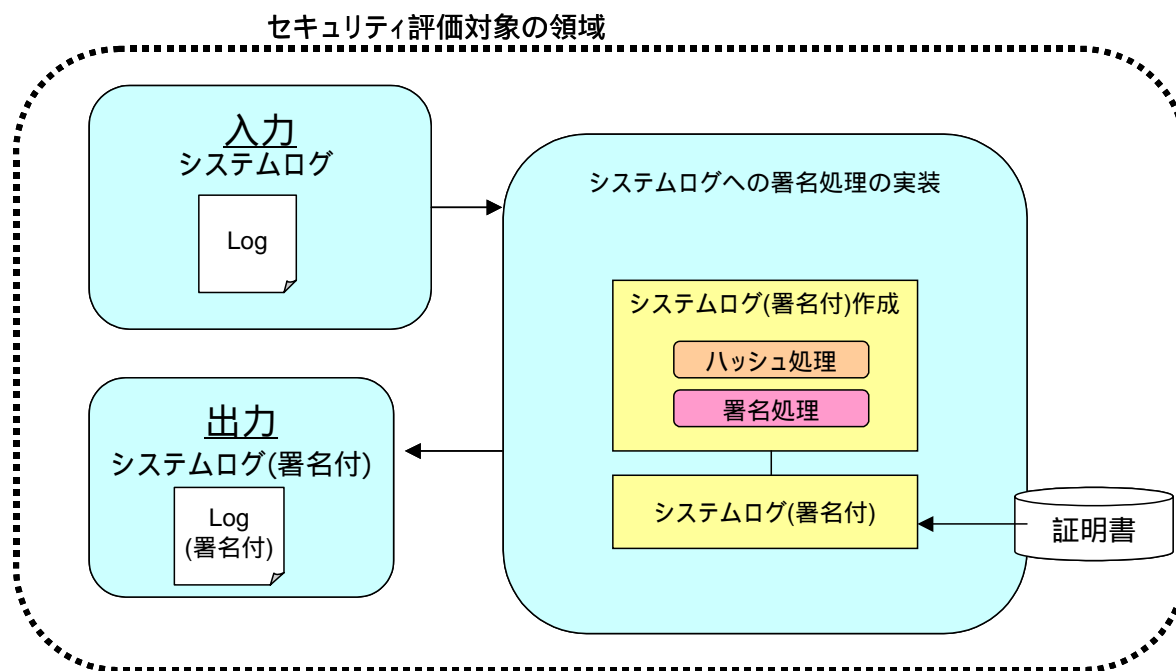 セキュリティ評価対象の領域
入力
システムログ
Log
システムログへの署名処理の実装
システムログ(署名付)作成
ハッシュ処理
署名処理
出力
システムログ(署名付)
Log
(署名付)
システムログ(署名付)
証明書